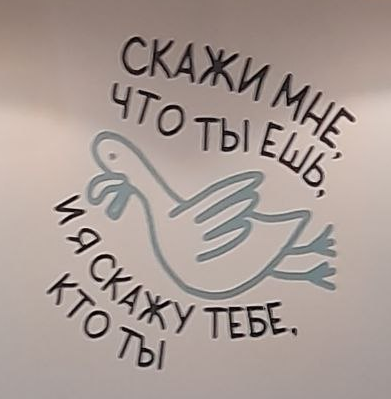 СКАЖИ МНЕ,
ЧТО ТЫ ЕШЬ,
И Я СКАЖУ ТЕБЕ,
КТО ТЫ